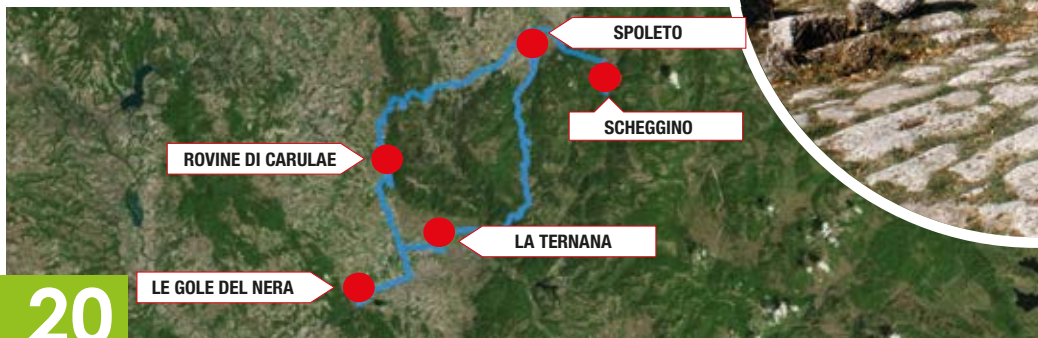 SPOLETO
SCHEGGINO
ROVINE DI CARULAE
LA TERNANA
LE GOLE DEL NERA
20